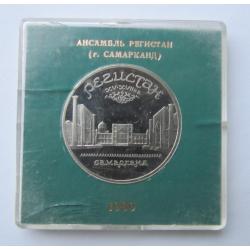 АНСАМБЛЬ РЕГИСТАН
(г. САМАРКАНД)
РЕГИСТАН
САМАРКАНД